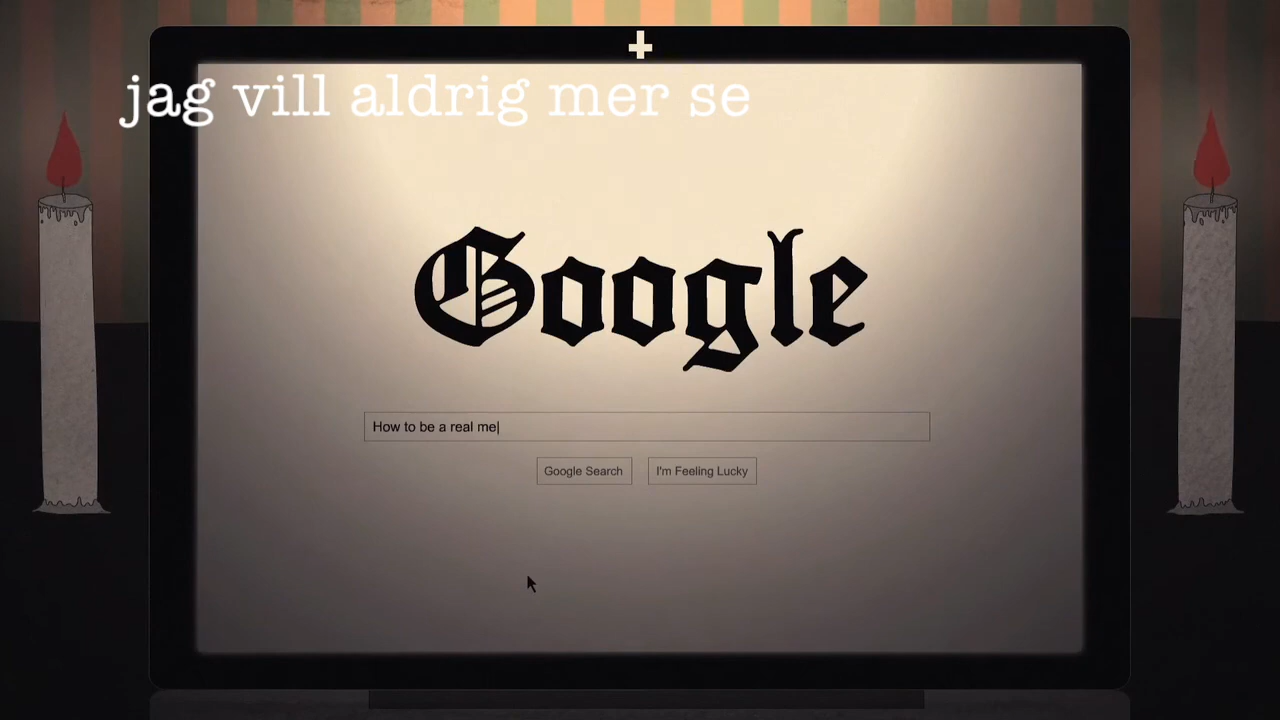 jag vill aldrig mer se
Google
How to be a real me
Google Search
I'm Feeling Lucky